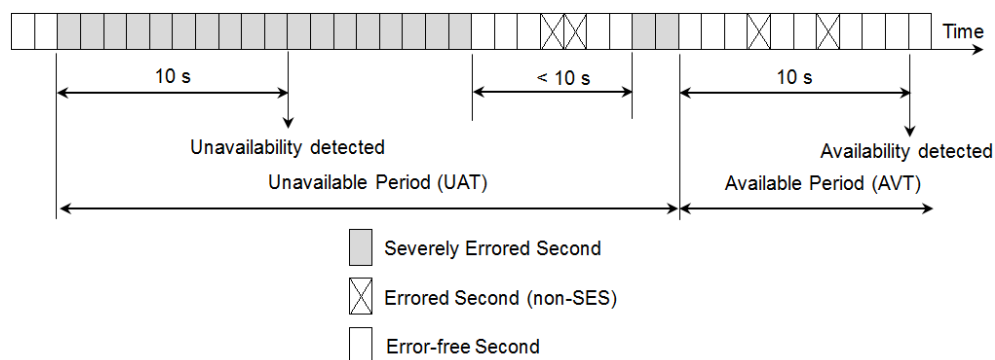 Time
10 s
< 10 s
10 s
Unavailability detected
Availability detected
Unavailable Period (UAT)
Available Period (AVT)
Severely Errored Second
Errored Second (non-SES)
Error-free Second